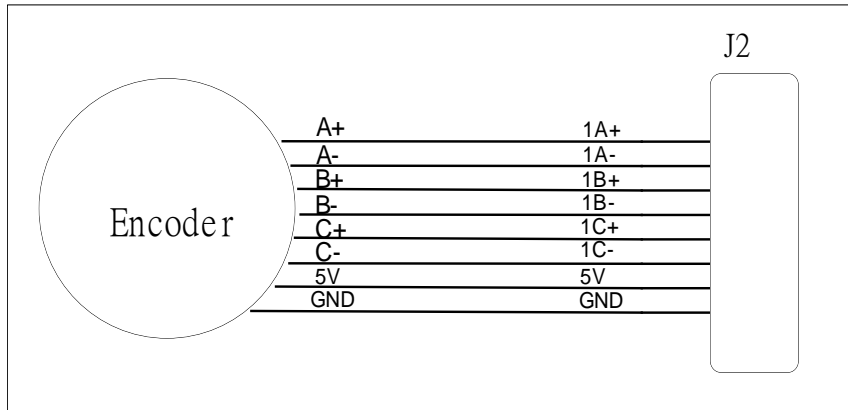 J2
A+ 1A+
A- 1A-
B+ 1B+
B- 1B-
Encoder
C+ 1C+
C- 1C-
5V 5V
GND GND